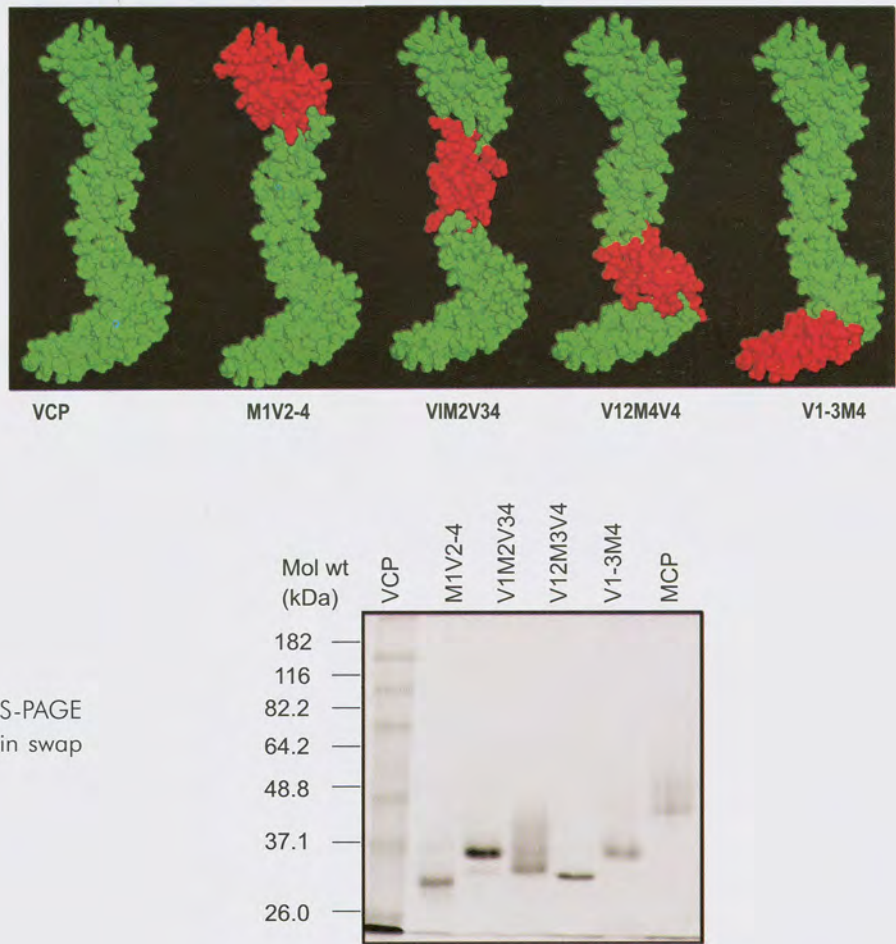 VCP M1V2-4 VIM2V34 V12M4V4 V1-3M4
Mol wt
(kDa)
VCP
M1V2-4
V1M2V34
V12M3V4
V1-3M4
MCP
182
116
82.2
64.2
48.8
37.1
26.0
S-PAGE
in swap